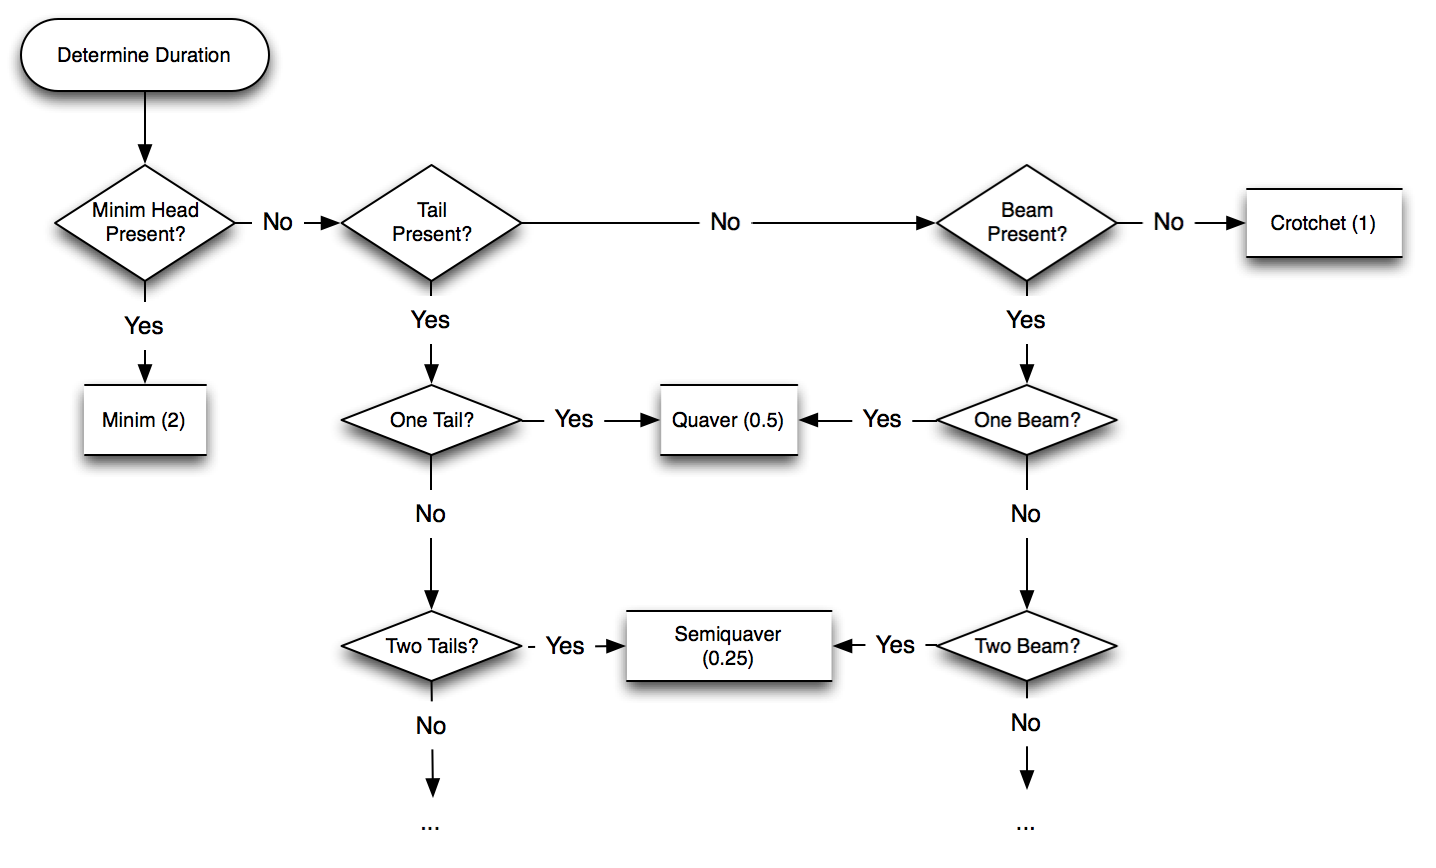 Determine Duration
Minim Head
Present?
No
Tail
Present?
No
Beam
Present?
No
Crotchet (1)
Yes
Yes
Yes
Minim (2)
One Tail?
Yes
Quaver (0.5)
Yes
One Beam?
No
No
Two Tails?
Yes
Semiquaver
(0.25)
Yes
Two Beam?
No
No
...
...